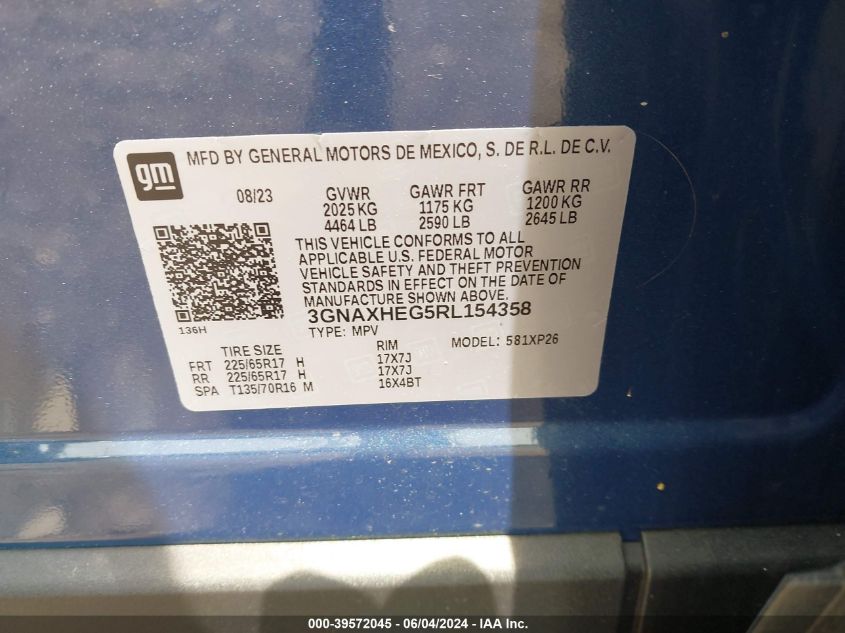 gm
MFD BY GENERAL MOTORS DE MEXICO, S. DE R.L. DE C.V.
08/23 GVWR GAWR FRT GAWR RR
2025 KG 1175 KG 1200 KG
4464 LB 2590 LB 2645 LB
THIS VEHICLE CONFORMS TO ALL
APPLICABLE U.S. FEDERAL MOTOR
VEHICLE SAFETY AND THEFT PREVENTION
STANDARDS IN EFFECT ON THE DATE OF
MANUFACTURE SHOWN ABOVE.
136H 3GNAXHEG5RL154358
TYPE: MPV MODEL: 581XP26
TIRE SIZE RIM
FRT 225/65R17 H 17X7J
RR 225/65R17 H 17X7J
SPA T135/70R16 M 16X4BT
000-39572045 - 06/04/2024 - IAA Inc.